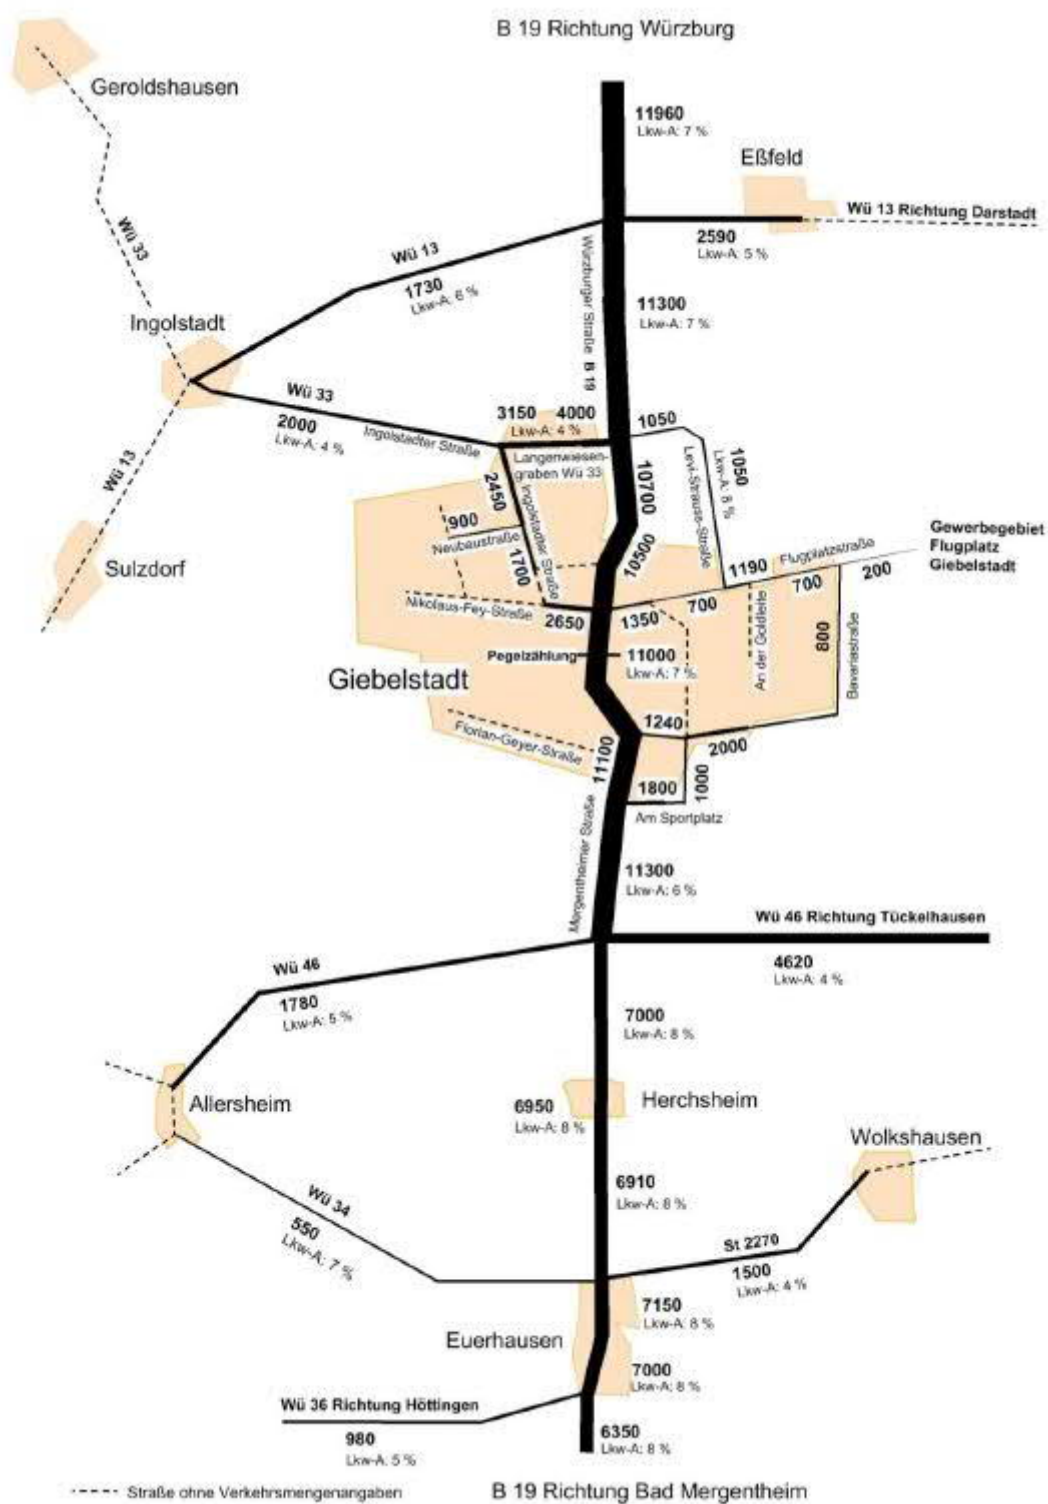 B 19 Richtung Würzburg
Geroldshausen
11960
Lkw-A: 7 %
Eßfeld
Wü 13 Richtung Darstadt
2590
Lkw-A: 5 %
Wü 33
Wü 13
1730
Lkw-A: 6 %
Würzburger Straße B 19
11300
Lkw-A: 7 %
Ingolstadt
Wü 33
2000
Lkw-A: 4 %
Ingolstadter Straße
3150
4000
Lkw-A: 4 %
Langenwiesen-
graben Wü 33
1050
1050
Lkw-A: 8 %
Levi-Strauss-Straße
10700
Wü 13
2450
Ingolstadter Straße
900
Neubaustraße
1700
10500
Sulzdorf
Gewerbegebiet
Flugplatz
Giebelstadt
1190
Flugplatzstraße
700
200
Nikolaus-Fey-Straße
2650
1350
700
An der Goldleite
800
Bavariastraße
Pegelzählung
11000
Lkw-A: 7 %
Giebelstadt
Florian-Geyer-Straße
11100
1240
2000
1000
1800
Am Sportplatz
Mergentheimer Straße
11300
Lkw-A: 6 %
Wü 46 Richtung Tückelhausen
4620
Lkw-A: 4 %
Wü 46
1780
Lkw-A: 5 %
7000
Lkw-A: 8 %
Allersheim
6950
Lkw-A: 8 %
Herchsheim
Wolkshausen
6910
Lkw-A: 8 %
Wü 34
550
Lkw-A: 7 %
St 2270
1500
Lkw-A: 4 %
7150
Lkw-A: 8 %
Euerhausen
7000
Lkw-A: 8 %
Wü 36 Richtung Höttingen
980
Lkw-A: 5 %
6350
Lkw-A: 8 %
Straße ohne Verkehrsmengenangaben
B 19 Richtung Bad Mergentheim